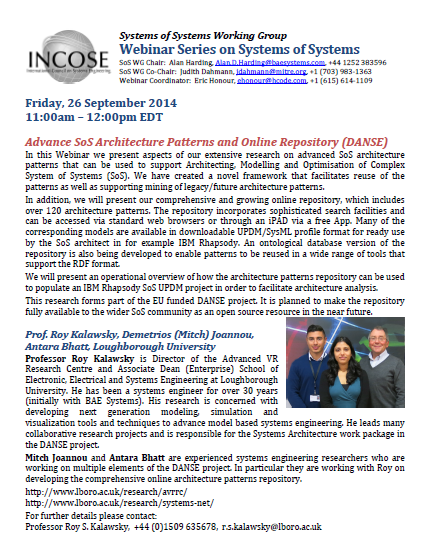 Systems of Systems Working Group
Webinar Series on Systems of Systems
SoS WG Chair: Alan Harding, Alan.D.Harding@baesystems.com, +44 1252 383596
SoS WG Co-Chair: Judith Dahmann, jdahmann@mitre.org, +1 (703) 983-1363
Webinar Coordinator: Eric Honour, ehonour@hcode.com, +1 (615) 614-1109
INCOSE
International Council on Systems Engineering
Friday, 26 September 2014
11:00am – 12:00pm EDT
Advance SoS Architecture Patterns and Online Repository (DANSE)
In this Webinar we present aspects of our extensive research on advanced SoS architecture
patterns that can be used to support Architecting, Modelling and Optimisation of Complex
System of Systems (SoS). We have created a novel framework that facilitates reuse of the
patterns as well as supporting mining of legacy/future architecture patterns.
In addition, we will present our comprehensive and growing online repository, which includes
over 120 architecture patterns. The repository incorporates sophisticated search facilities and
can be accessed via standard web browsers or through an iPAD via a free App. Many of the
corresponding models are available in downloadable UPDM/SysML profile format for ready use
by the SoS architect in for example IBM Rhapsody. An ontological database version of the
repository is also being developed to enable patterns to be reused in a wide range of tools that
support the RDF format.
We will present an operational overview of how the architecture patterns repository can be used
to populate an IBM Rhapsody SoS UPDM project in order to facilitate architecture analysis.
This research forms part of the EU funded DANSE project. It is planned to make the repository
fully available to the wider SoS community as an open source resource in the near future.
Prof. Roy Kalawsky, Demetrios (Mitch) Joannou,
Antara Bhatt, Loughborough University
Professor Roy Kalawsky is Director of the Advanced VR
Research Centre and Associate Dean (Enterprise) School of
Electronic, Electrical and Systems Engineering at Loughborough
University. He has been a systems engineer for over 30 years
(initially with BAE Systems). His research is concerned with
developing next generation modeling, simulation and
visualization tools and techniques to advance model based systems engineering. He leads many
collaborative research projects and is responsible for the Systems Architecture work package in
the DANSE project.
Mitch Joannou and Antara Bhatt are experienced systems engineering researchers who are
working on multiple elements of the DANSE project. In particular they are working with Roy on
developing the comprehensive online architecture patterns repository.
http://www.lboro.ac.uk/research/avrrc/
http://www.lboro.ac.uk/research/systems-net/
For further details please contact:
Professor Roy S. Kalawsky, +44 (0)1509 635678, r.s.kalawsky@lboro.ac.uk